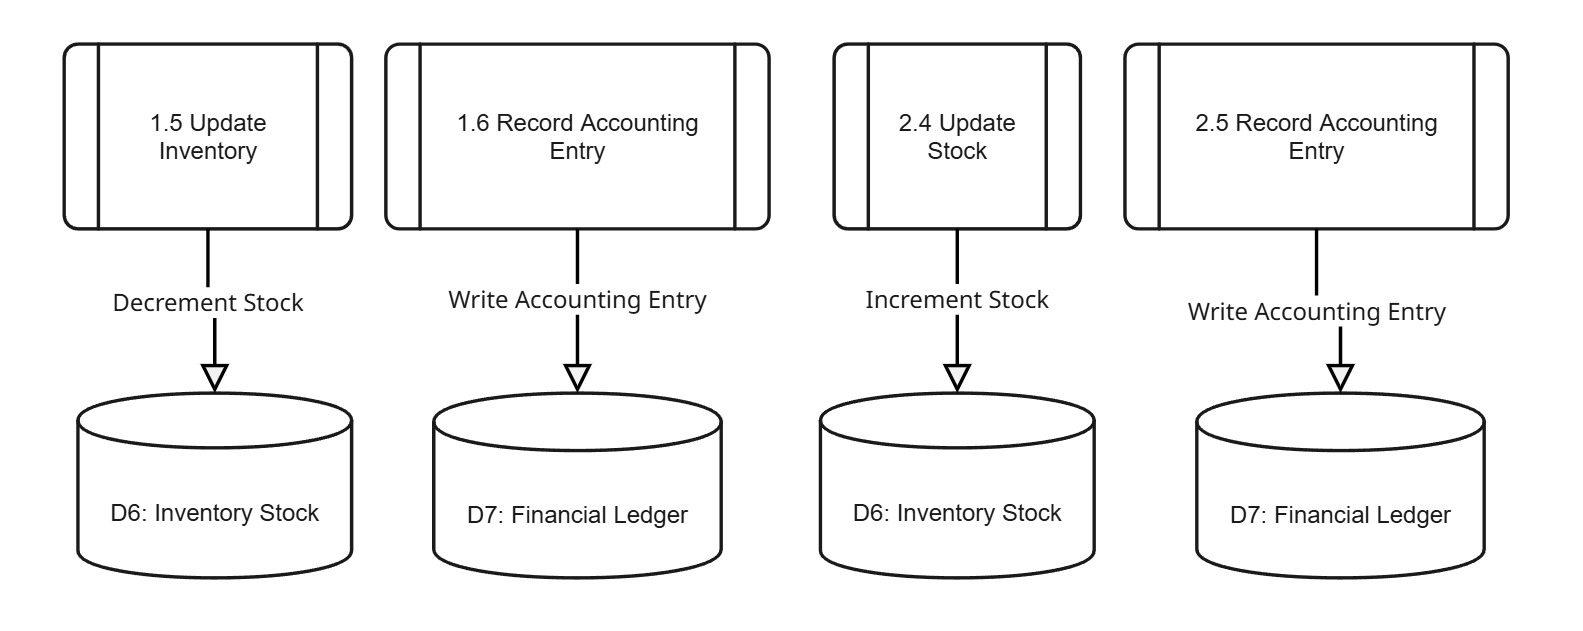 1.5 Update
Inventory
1.6 Record Accounting
Entry
2.4 Update
Stock
2.5 Record Accounting
Entry
Decrement Stock
Write Accounting Entry
Increment Stock
Write Accounting Entry
D6: Inventory Stock
D7: Financial Ledger
D6: Inventory Stock
D7: Financial Ledger